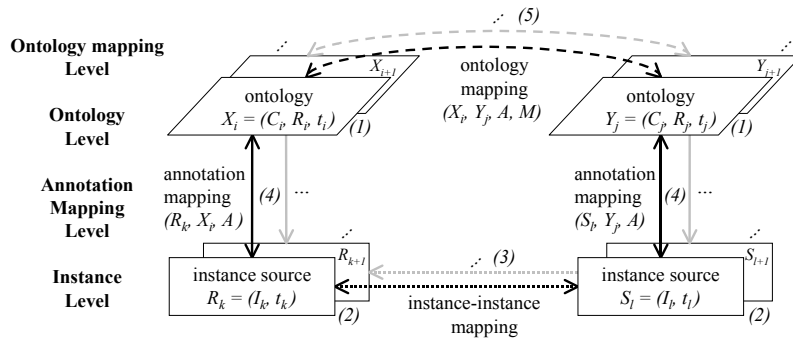 (5)
Ontology mapping
Level
X_{i+1}
Y_{i+1}
ontology
mapping
(X_i, Y_j, A, M)
ontology
X_i = (C_i, R_i, t_i)
(1)
ontology
Y_j = (C_j, R_j, t_j)
(1)
Ontology
Level
annotation
mapping
(R_k, X_i, A)
(4)
...
annotation
mapping
(S_l, Y_j, A)
(4)
...
Annotation
Mapping
Level
R_{k+1}
S_{l+1}
(3)
Instance
Level
instance source
R_k = (I_k, t_k)
(2)
instance-instance
mapping
instance source
S_l = (I_l, t_l)
(2)